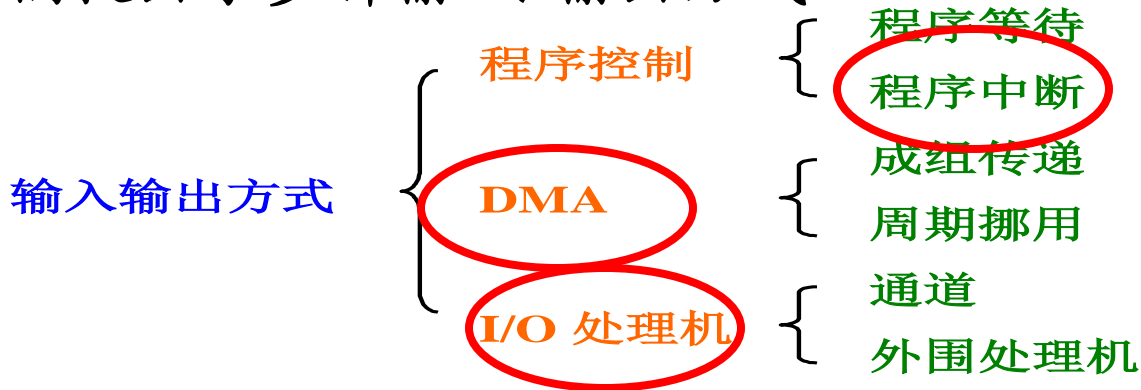 程序等待
程序控制
程序中断
成组传递
输入输出方式
DMA
周期挪用
通道
I/O 处理机
外围处理机